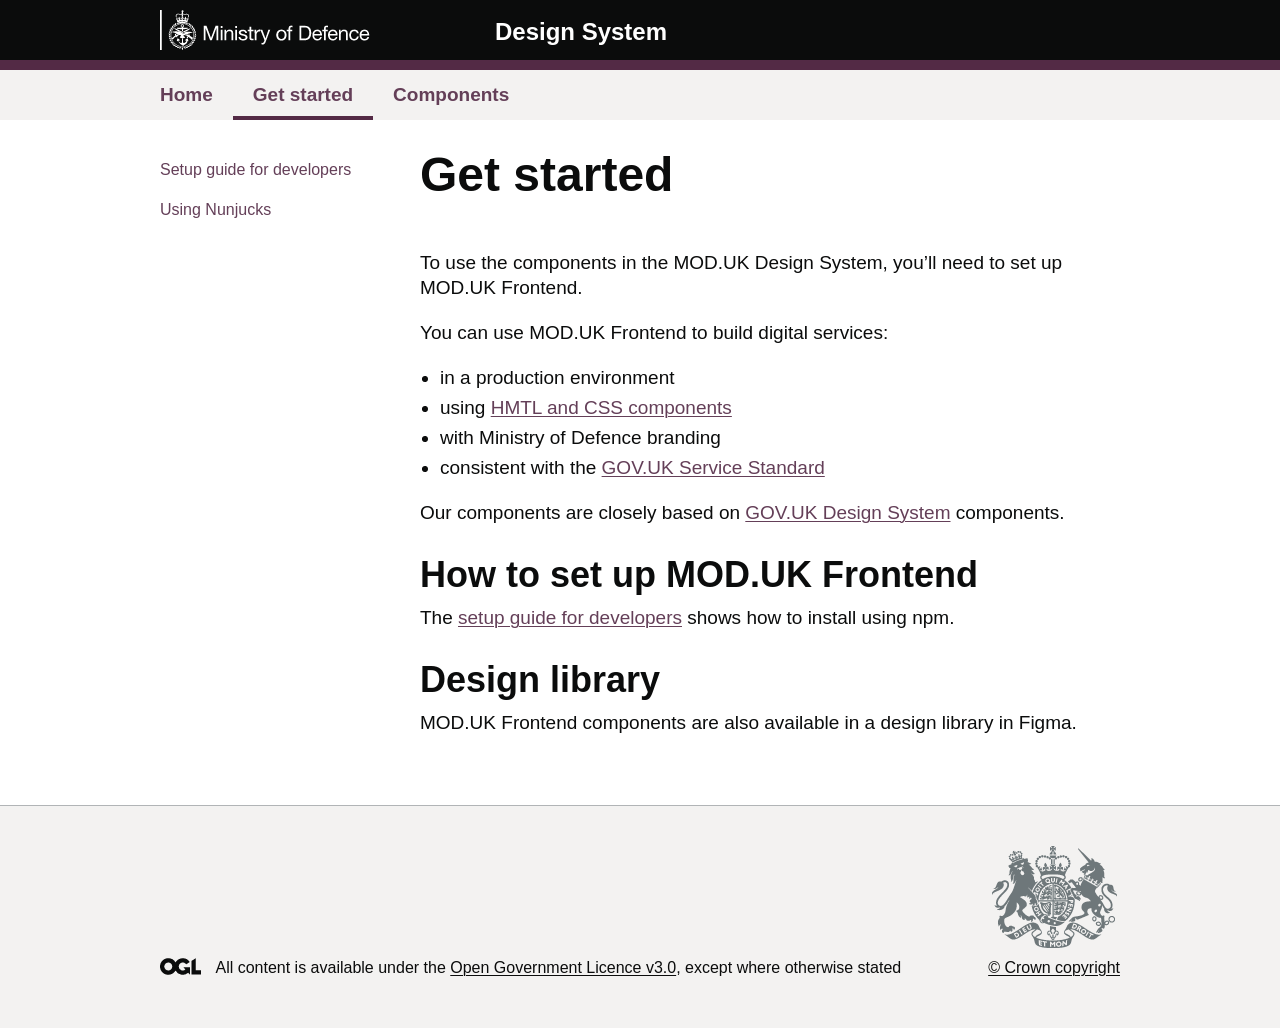 Ministry of Defence
Design System
Home
Get started
Components
Setup guide for developers
Using Nunjucks
Get started
To use the components in the MOD.UK Design System, you’ll need to set up
MOD.UK Frontend.
You can use MOD.UK Frontend to build digital services:
in a production environment
using HMTL and CSS components
with Ministry of Defence branding
consistent with the GOV.UK Service Standard
Our components are closely based on GOV.UK Design System components.
How to set up MOD.UK Frontend
The setup guide for developers shows how to install using npm.
Design library
MOD.UK Frontend components are also available in a design library in Figma.
OGL All content is available under the Open Government Licence v3.0, except where otherwise stated
© Crown copyright